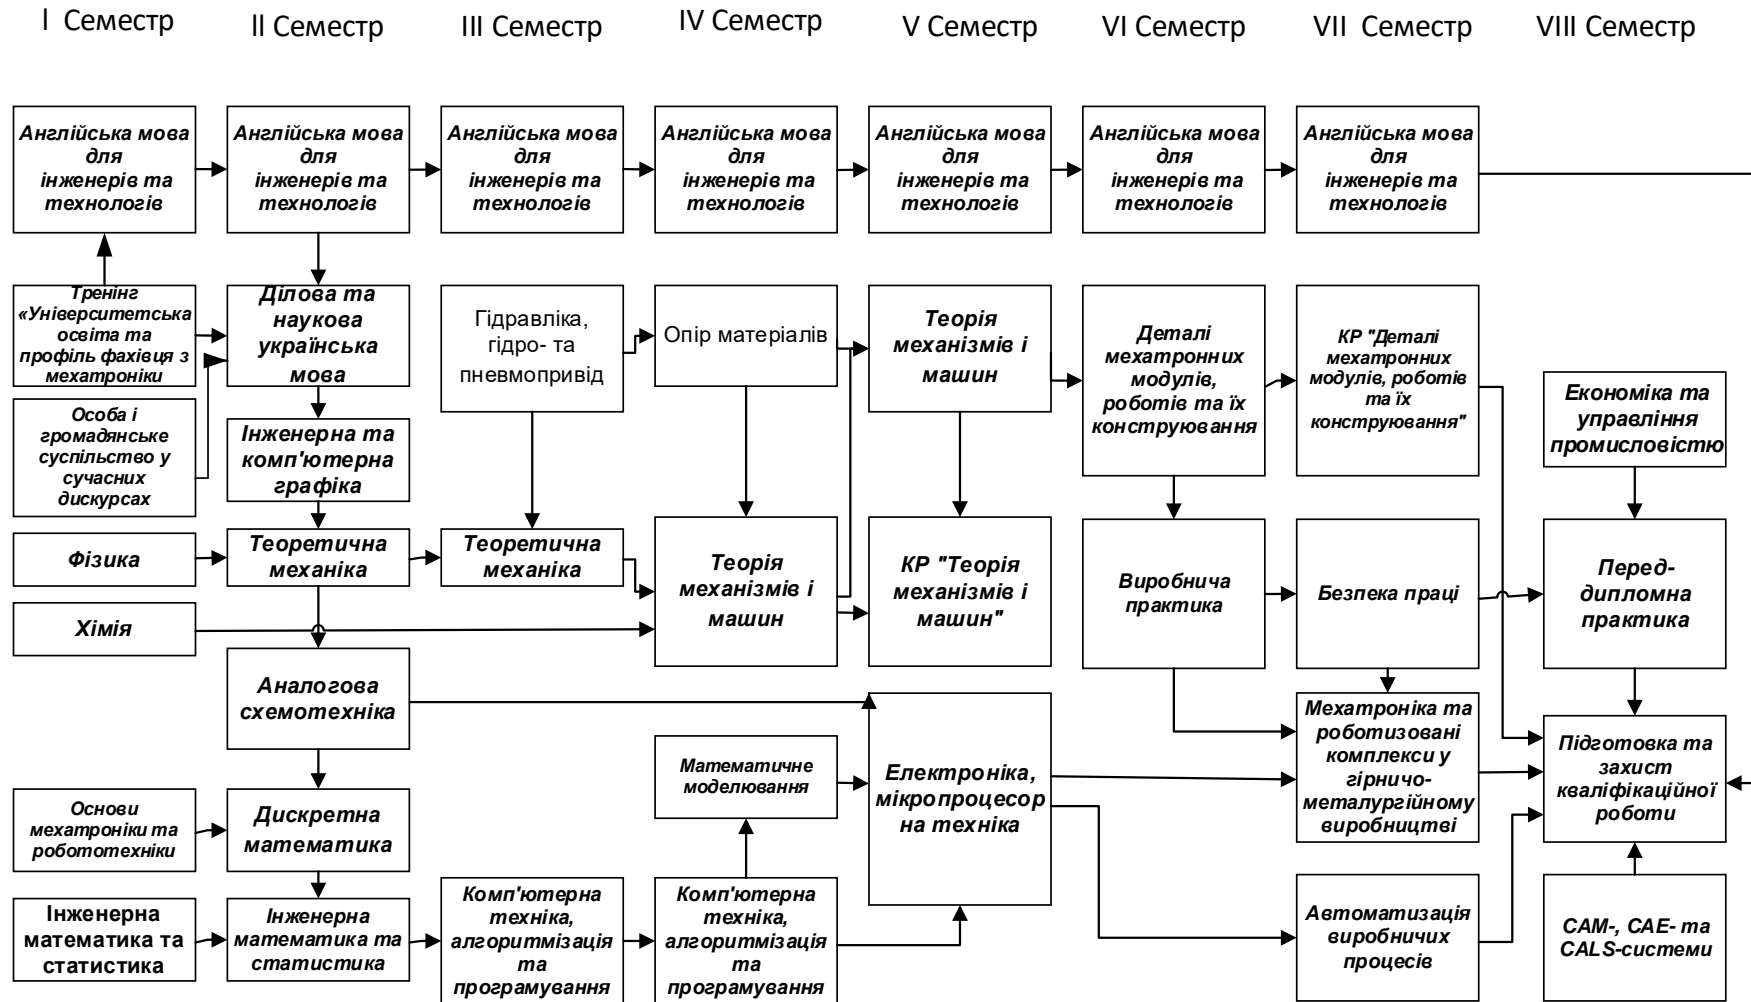 I Семестр
II Семестр
III Семестр
IV Семестр
V Семестр
VI Семестр
VII Семестр
VIII Семестр
Англійська мова
для
інженерів та
технологів
Англійська мова
для
інженерів та
технологів
Англійська мова
для
інженерів та
технологів
Англійська мова
для
інженерів та
технологів
Англійська мова
для
інженерів та
технологів
Англійська мова
для
інженерів та
технологів
Англійська мова
для
інженерів та
технологів
Тренінг
«Університетська
освіта та
профіль фахівця з
мехатроніки
Ділова та
наукова
українська
мова
Гідравліка,
гідро- та
пневмопривід
Опір матеріалів
Теорія
механізмів і
машин
Деталі
мехатронних
модулів,
роботів та їх
конструювання
КР "Деталі
мехатронних
модулів, роботів
та їх
конструювання"
Економіка та
управління
промисловістю
Особа і
громадянське
суспільство у
сучасних
дискурсах
Інженерна та
комп'ютерна
графіка
Фізика
Теоретична
механіка
Теоретична
механіка
Теорія
механізмів і
машин
КР "Теорія
механізмів і
машин"
Виробнича
практика
Безпека праці
Перед-
дипломна
практика
Хімія
Аналогова
схемотехніка
Математичне
моделювання
Електроніка,
мікропроцесор
на техніка
Мехатроніка та
роботизовані
комплекси у
гірничо-
металургійному
виробництві
Підготовка та
захист
кваліфікаційної
роботи
Основи
мехатроніки та
робототехніки
Дискретна
математика
Інженерна
математика та
статистика
Інженерна
математика та
статистика
Комп'ютерна
техніка,
алгоритмізація
та
програмування
Комп'ютерна
техніка,
алгоритмізація
та
програмування
Автоматизація
виробничих
процесів
CAM-, CAE- та
CALS-системи